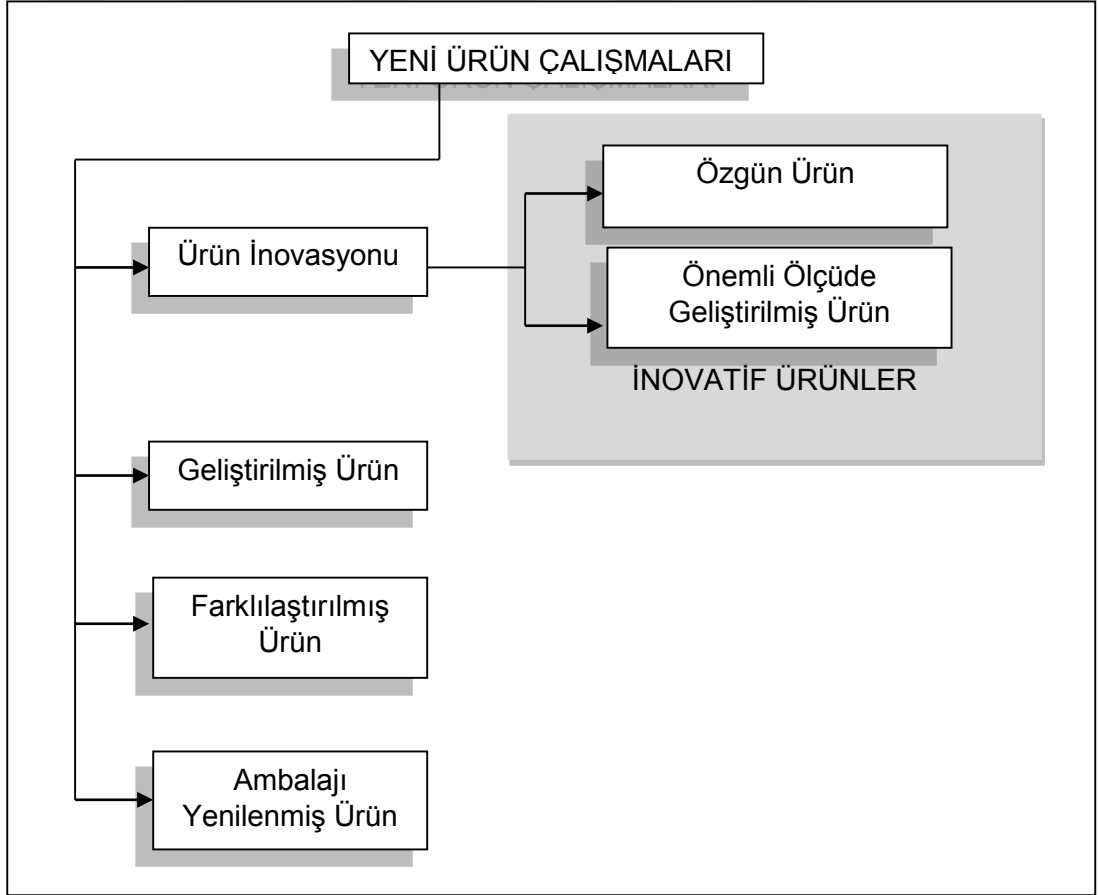 YENİ ÜRÜN ÇALIŞMALARI
Özgün Ürün
Ürün İnovasyonu
Önemli Ölçüde
Geliştirilmiş Ürün
İNOVATİF ÜRÜNLER
Geliştirilmiş Ürün
Farklılaştırılmış
Ürün
Ambalajı
Yenilenmiş Ürün